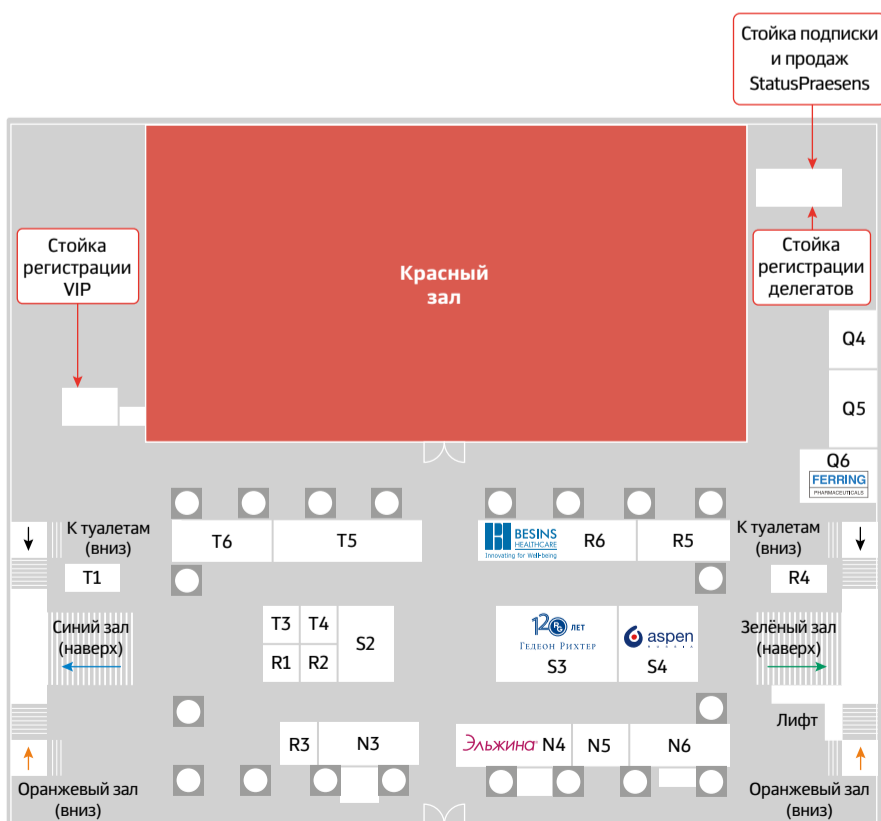 Стойка подписки
и продаж
StatusPraesens
Стойка
регистрации
VIP
Красный
зал
Стойка
регистрации
делегатов
Q4
Q5
Q6
FERRING
PHARMACEUTICALS
К туалетам
(вниз)
T6
T5
BESINS
HEALTHCARE
Innovating for Well-being
R6
R5
К туалетам
(вниз)
T1
R4
Синий зал
(наверх)
T3
T4
R1
R2
S2
120 ЛЕТ
ГЕДЕОН РИХТЕР
S3
aspen
S4
Зелёный зал
(наверх)
Лифт
R3
N3
Эльжина
N4
N5
N6
Оранжевый зал
(вниз)
Оранжевый зал
(вниз)